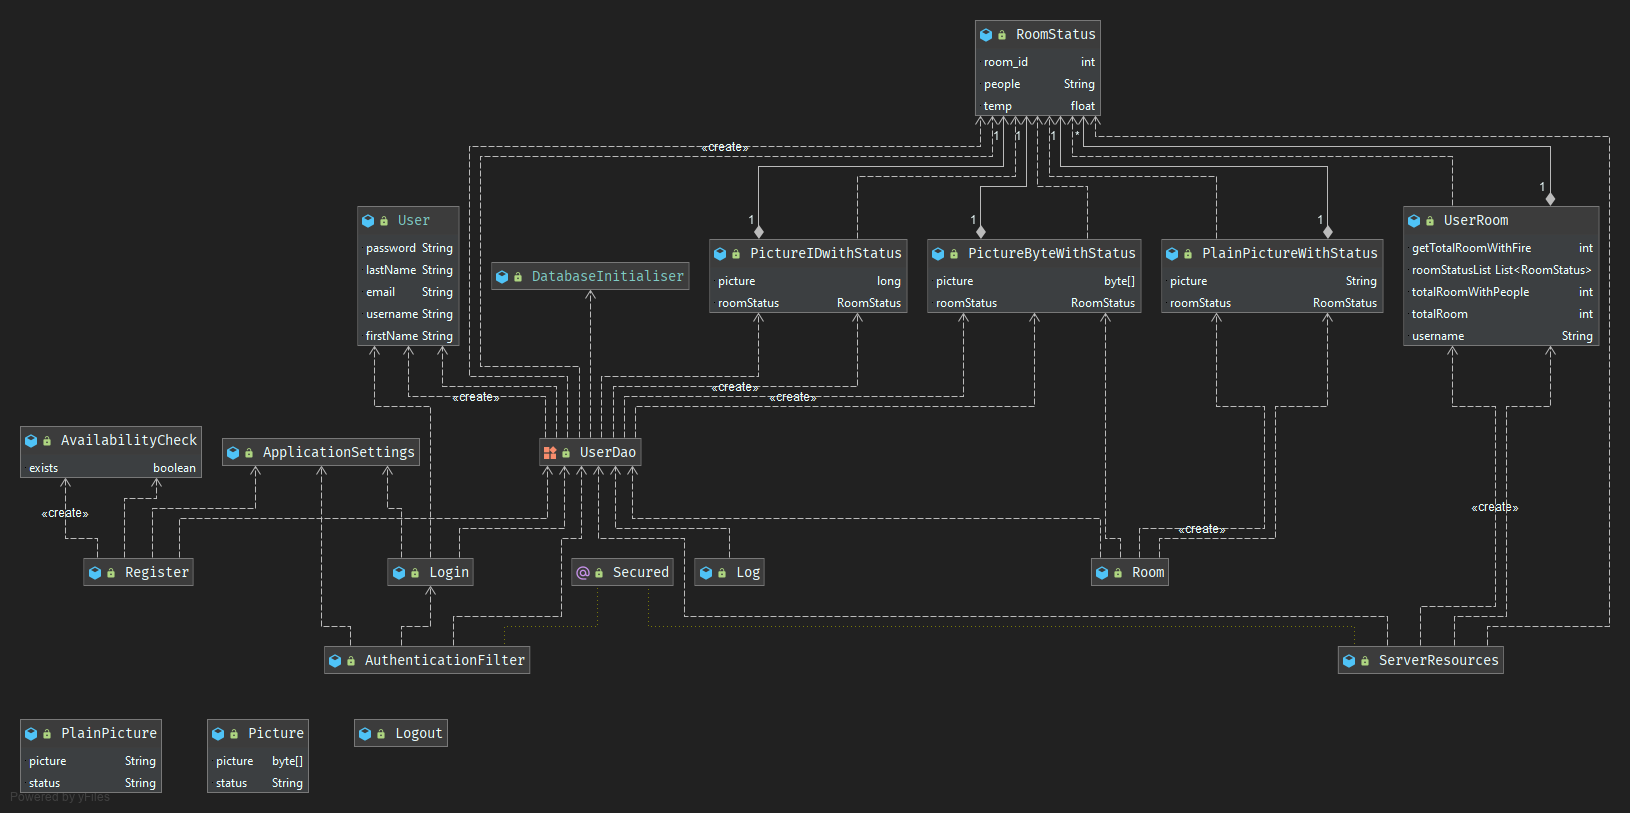 RoomStatus
room_id int
people String
temp float
1 1 1 *
«create»
1 1 1 1
User
password String
lastName String
email String
username String
firstName String
DatabaseInitialiser
PictureIDwithStatus
picture long
roomStatus RoomStatus
PictureByteWithStatus
picture byte[]
roomStatus RoomStatus
PlainPictureWithStatus
picture String
roomStatus RoomStatus
UserRoom
getTotalRoomWithFire int
roomStatusList List<RoomStatus>
totalRoomWithPeople int
totalRoom int
username String
«create»
«create»
«create»
AvailabilityCheck
exists boolean
ApplicationSettings
UserDao
«create»
«create»
«create»
Register
Login
Secured
Log
Room
AuthenticationFilter
ServerResources
PlainPicture
picture String
status String
Picture
picture byte[]
status String
Logout
Powered by yFiles